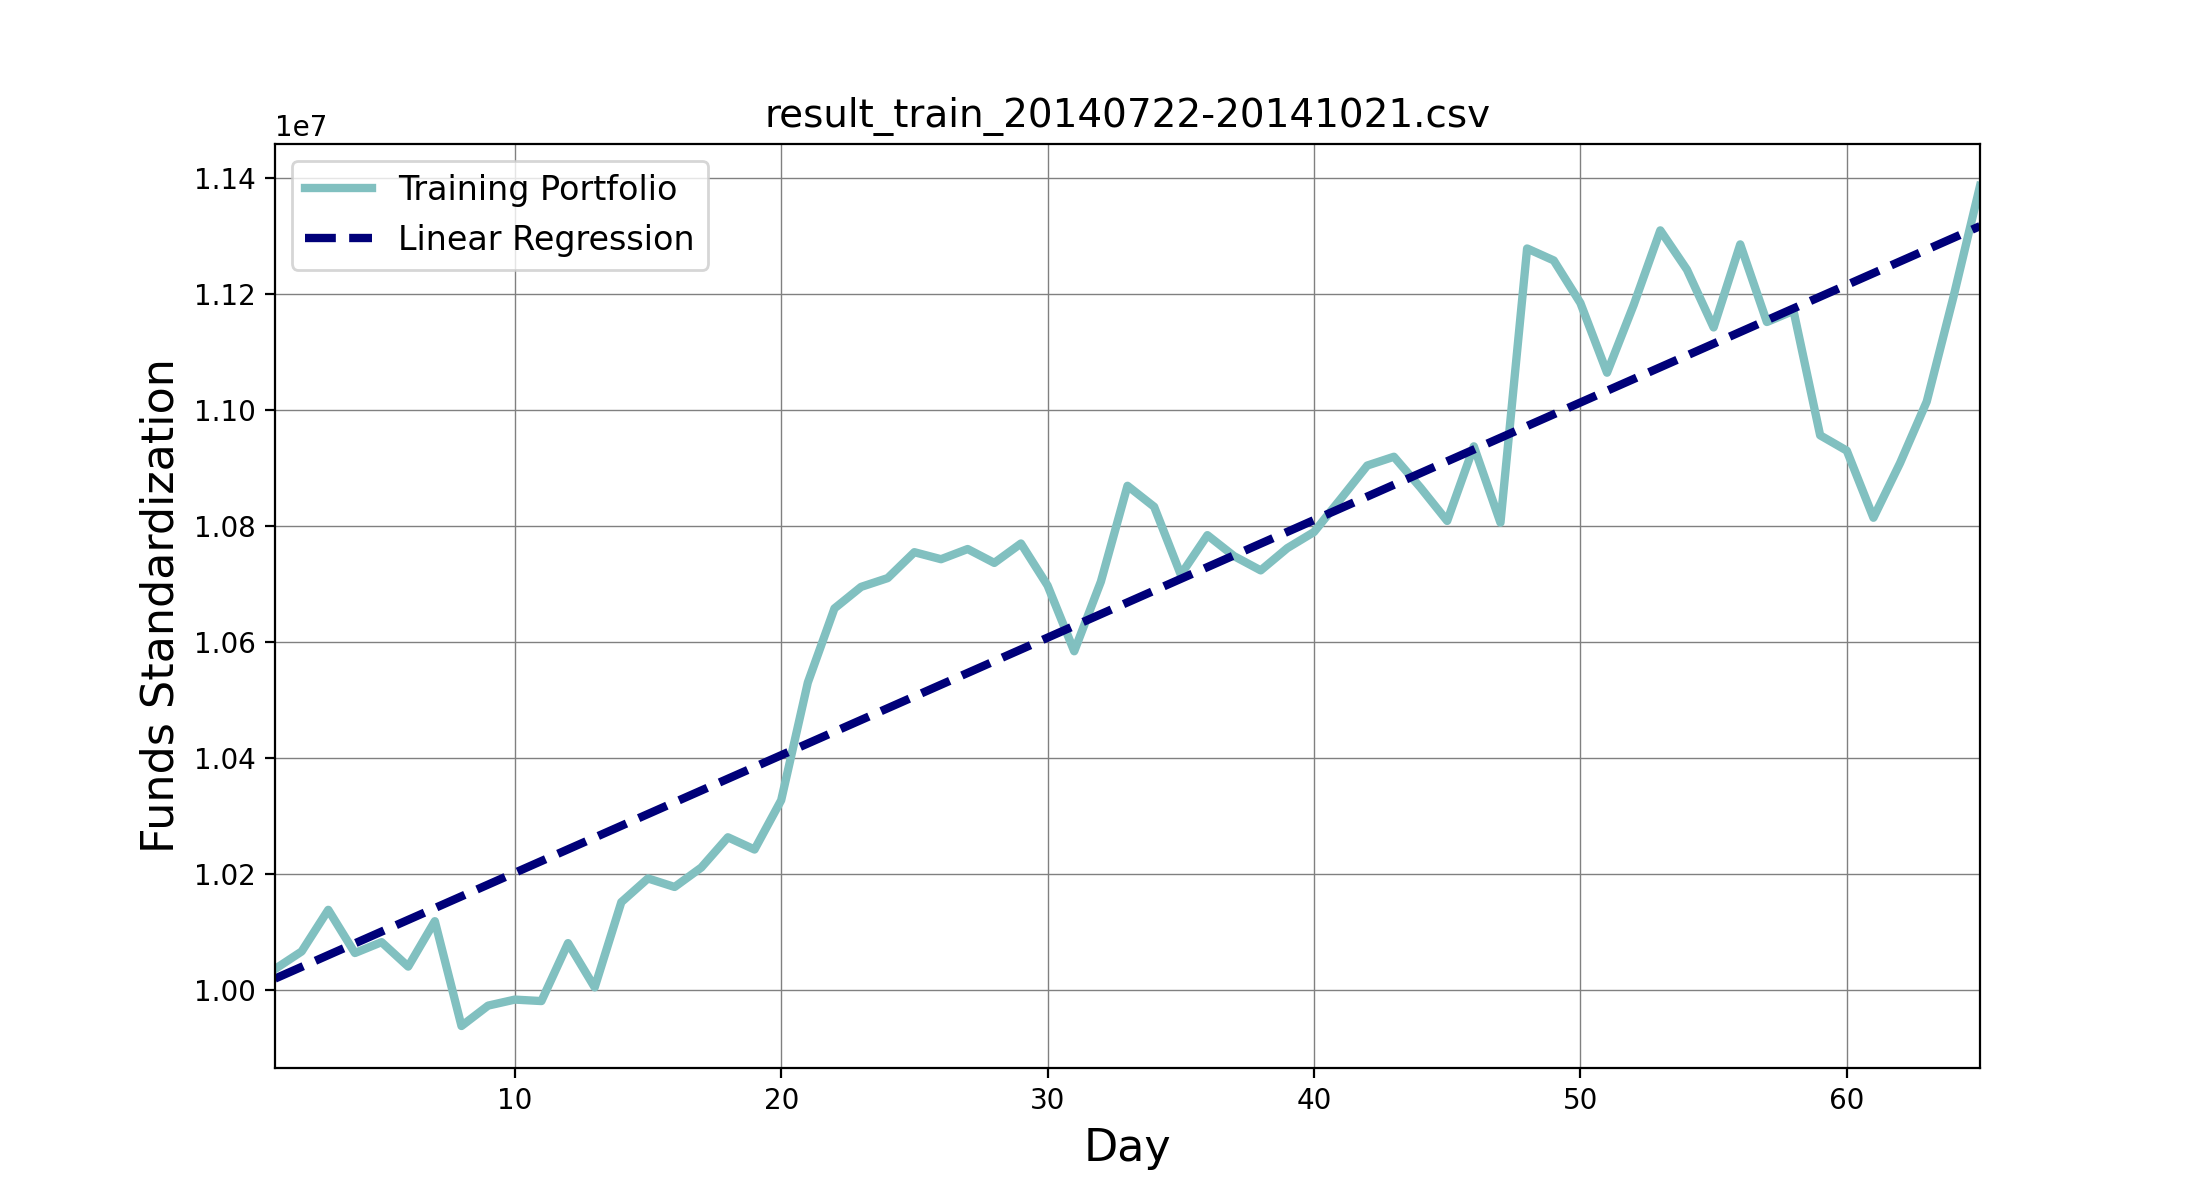 result_train_20140722-20141021.csv
1e7
Training Portfolio
Linear Regression
1.14
1.12
1.10
1.08
1.06
1.04
1.02
1.00
Funds Standardization
10 20 30 40 50 60
Day